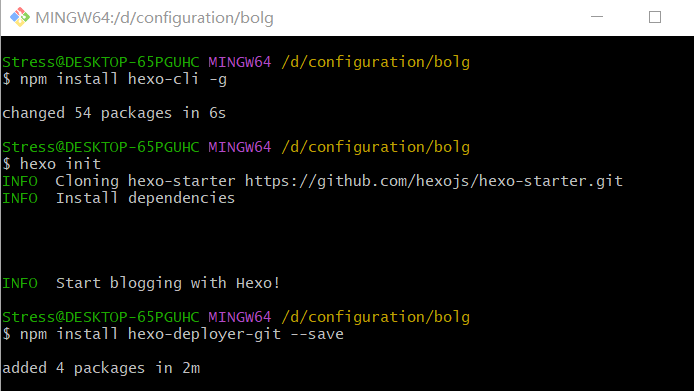 MINGW64:/d/configuration/bolg
Stress@DESKTOP-65PGUHC MINGW64 /d/configuration/bolg
$ npm install hexo-cli -g
changed 54 packages in 6s
Stress@DESKTOP-65PGUHC MINGW64 /d/configuration/bolg
$ hexo init
INFO  Cloning hexo-starter https://github.com/hexojs/hexo-starter.git
INFO  Install dependencies
INFO  Start blogging with Hexo!
Stress@DESKTOP-65PGUHC MINGW64 /d/configuration/bolg
$ npm install hexo-deployer-git --save
added 4 packages in 2m